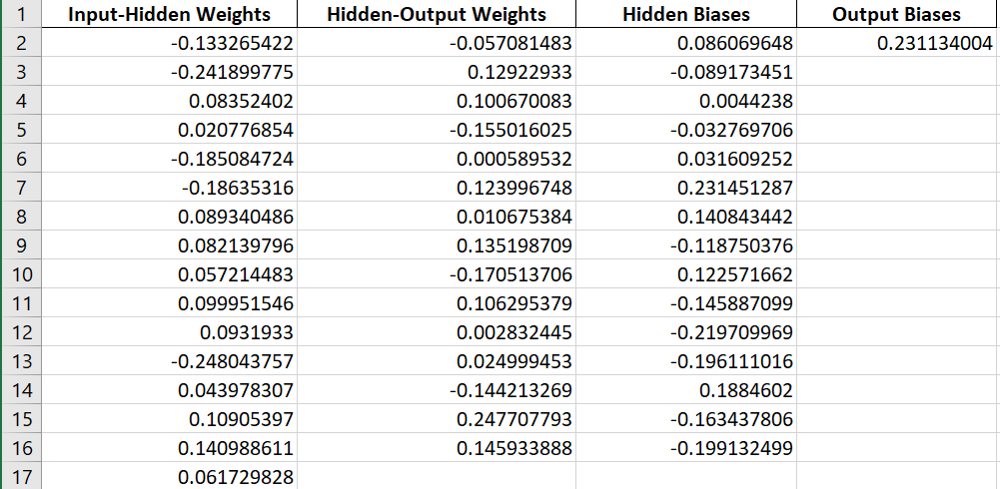 1 Input-Hidden Weights Hidden-Output Weights Hidden Biases Output Biases
2 -0.133265422 -0.057081483 0.086069648 0.231134004
3 -0.241899775 0.12922933 -0.089173451
4 0.08352402 0.100670083 0.0044238
5 0.020776854 -0.155016025 -0.032769706
6 -0.185084724 0.000589532 0.031609252
7 -0.18635316 0.123996748 0.231451287
8 0.089340486 0.010675384 0.140843442
9 0.082139796 0.135198709 -0.118750376
10 0.057214483 -0.170513706 0.122571662
11 0.099951546 0.106295379 -0.145887099
12 0.0931933 0.002832445 -0.219709969
13 -0.248043757 0.024999453 -0.196111016
14 0.043978307 -0.144213269 0.1884602
15 0.10905397 0.247707793 -0.163437806
16 0.140988611 0.145933888 -0.199132499
17 0.061729828